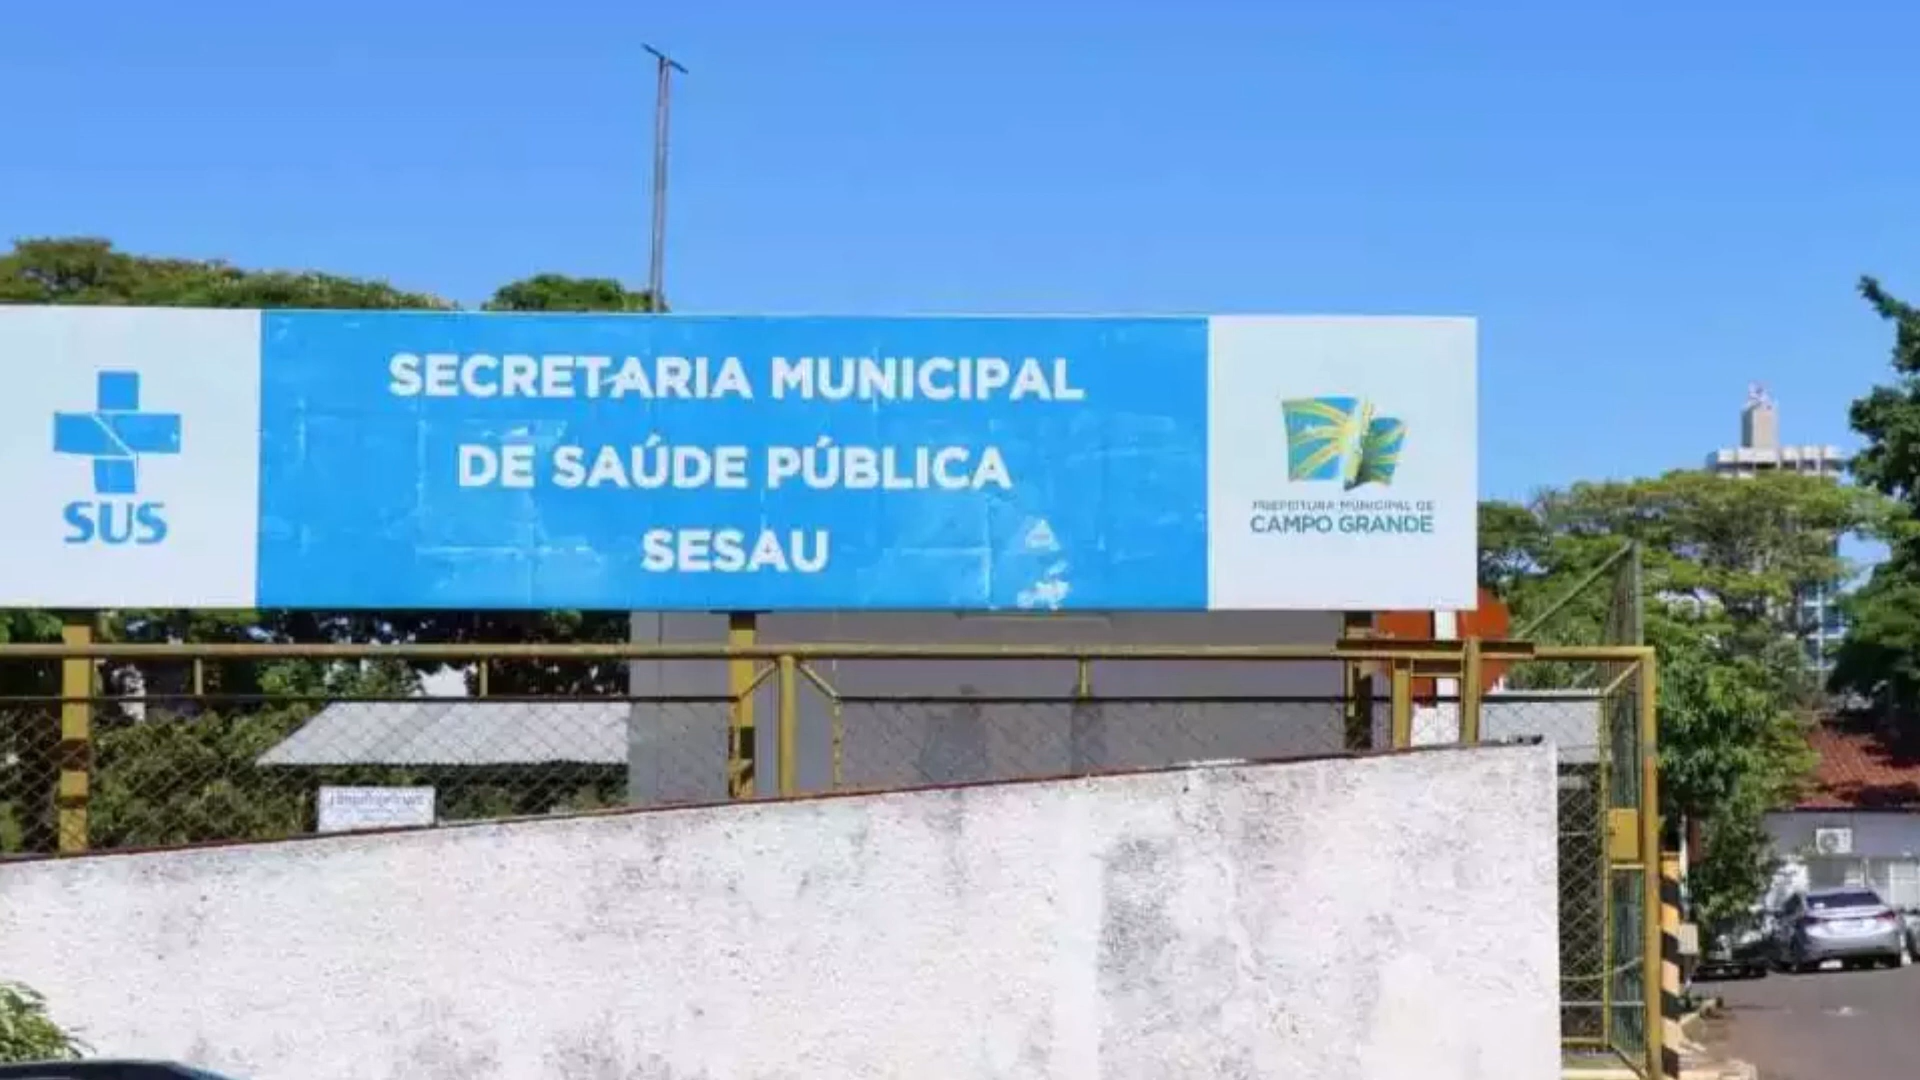 SUS
SECRETARIA MUNICIPAL
DE SAÚDE PÚBLICA
SESAU
PREFEITURA MUNICIPAL DE
CAMPO GRANDE